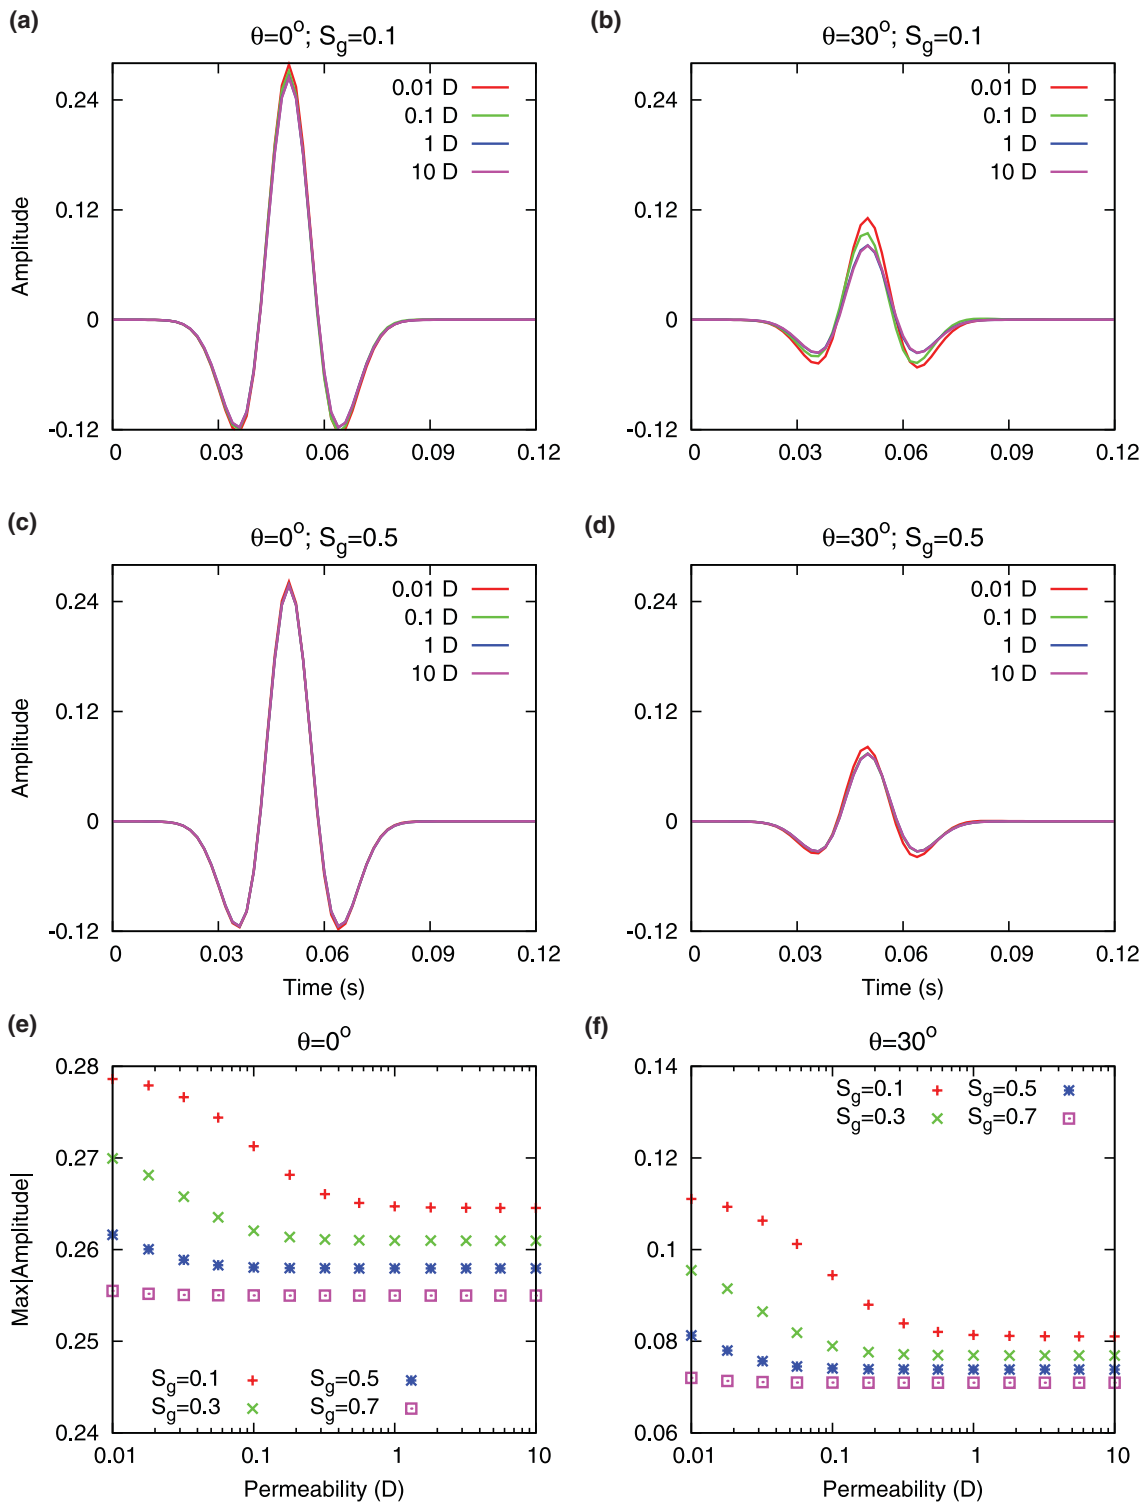 (a)
θ=0°; Sg=0.1
0.24
0.12
0
-0.12
Amplitude
0.01 D
0.1 D
1 D
10 D
0 0.03 0.06 0.09 0.12
(b)
θ=30°; Sg=0.1
0.24
0.12
0
-0.12
0.01 D
0.1 D
1 D
10 D
0 0.03 0.06 0.09 0.12
(c)
θ=0°; Sg=0.5
0.24
0.12
0
-0.12
Amplitude
0.01 D
0.1 D
1 D
10 D
0 0.03 0.06 0.09 0.12
Time (s)
(d)
θ=30°; Sg=0.5
0.24
0.12
0
-0.12
0.01 D
0.1 D
1 D
10 D
0 0.03 0.06 0.09 0.12
Time (s)
(e)
θ=0°
0.28
0.27
0.26
0.25
0.24
Max|Amplitude|
Sg=0.1 Sg=0.5
Sg=0.3 Sg=0.7
0.01 0.1 1 10
Permeability (D)
(f)
θ=30°
0.14
0.12
0.1
0.08
0.06
Sg=0.1 Sg=0.5
Sg=0.3 Sg=0.7
0.01 0.1 1 10
Permeability (D)